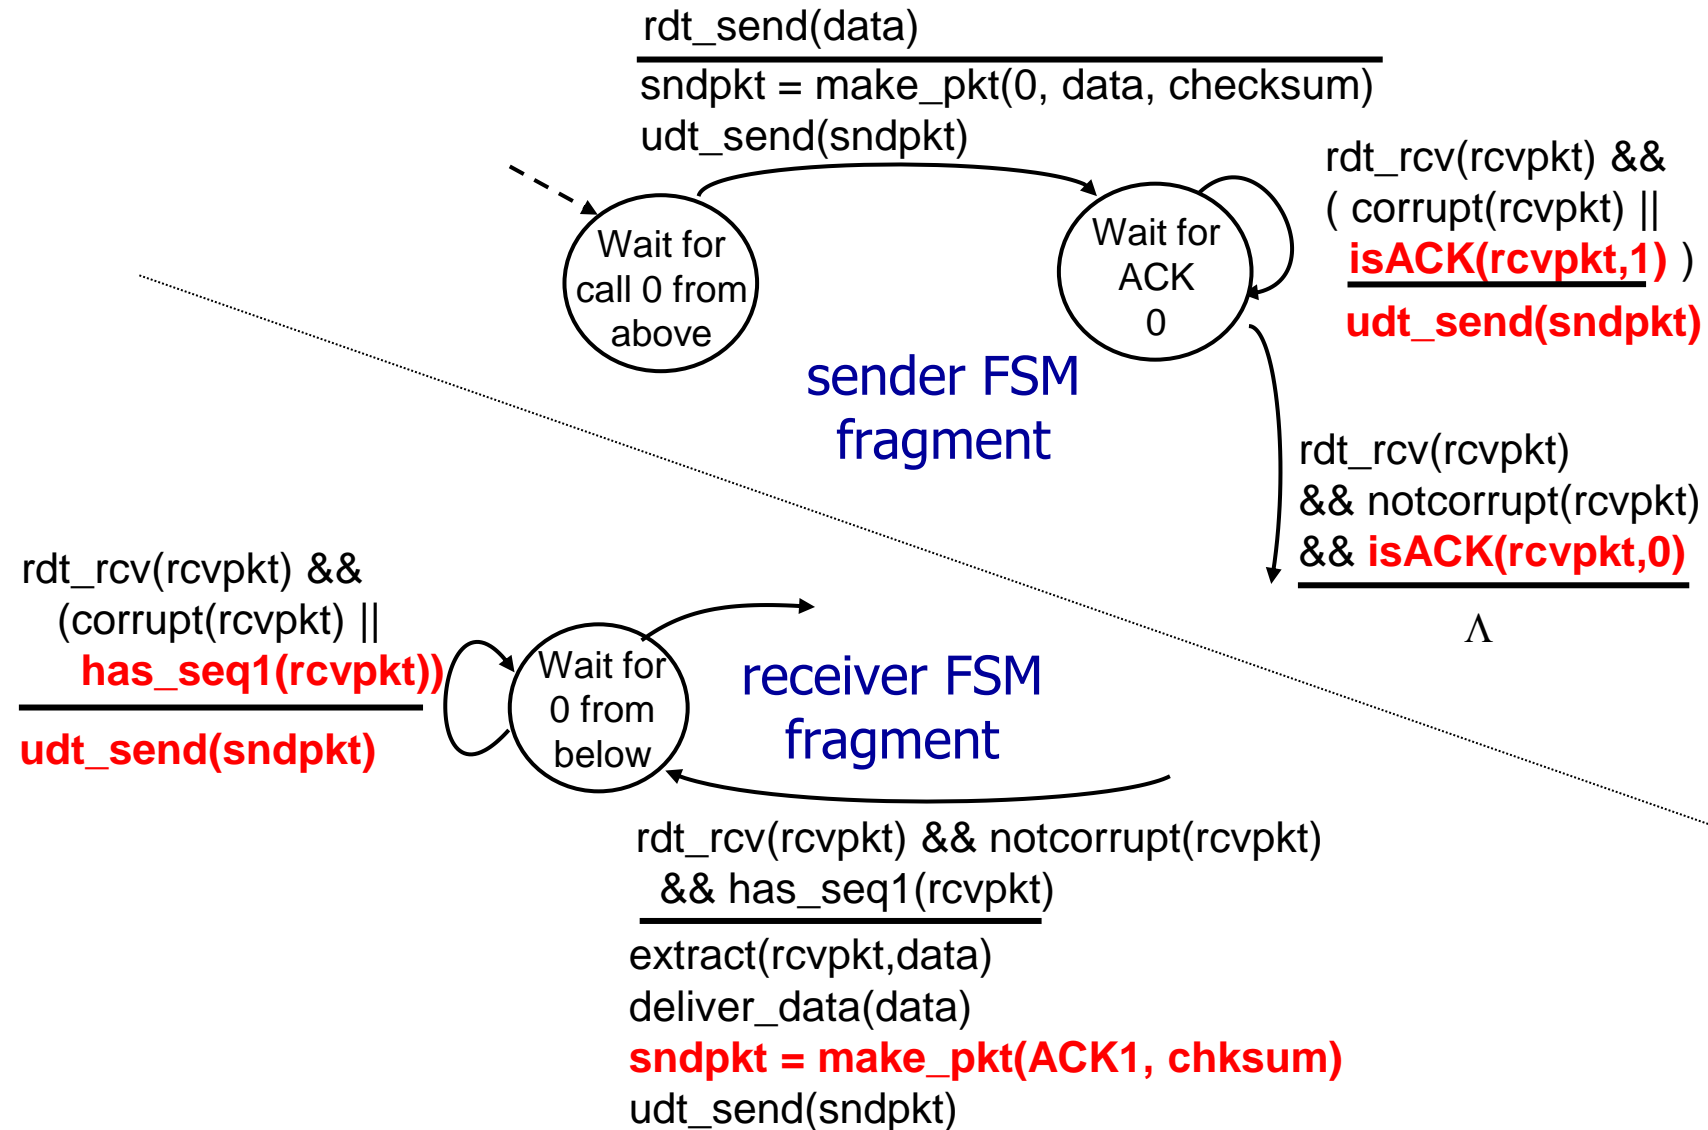 rdt_send(data)
sndpkt = make_pkt(0, data, checksum)
udt_send(sndpkt)
rdt_rcv(rcvpkt) &&
( corrupt(rcvpkt) ||
isACK(rcvpkt,1) )
udt_send(sndpkt)
Wait for
call 0 from
above
Wait for
ACK
0
sender FSM
fragment
rdt_rcv(rcvpkt)
&& notcorrupt(rcvpkt)
&& isACK(rcvpkt,0)
Λ
rdt_rcv(rcvpkt) &&
(corrupt(rcvpkt) ||
has_seq1(rcvpkt))
udt_send(sndpkt)
Wait for
0 from
below
receiver FSM
fragment
rdt_rcv(rcvpkt) && notcorrupt(rcvpkt)
&& has_seq1(rcvpkt)
extract(rcvpkt,data)
deliver_data(data)
sndpkt = make_pkt(ACK1, chksum)
udt_send(sndpkt)